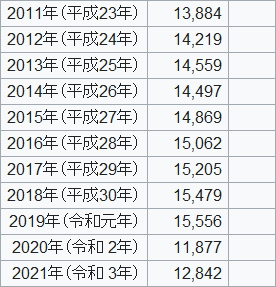 2011年(平成23年) 13,884
2012年(平成24年) 14,219
2013年(平成25年) 14,559
2014年(平成26年) 14,497
2015年(平成27年) 14,869
2016年(平成28年) 15,062
2017年(平成29年) 15,205
2018年(平成30年) 15,479
2019年(令和元年) 15,556
2020年(令和 2年) 11,877
2021年(令和 3年) 12,842